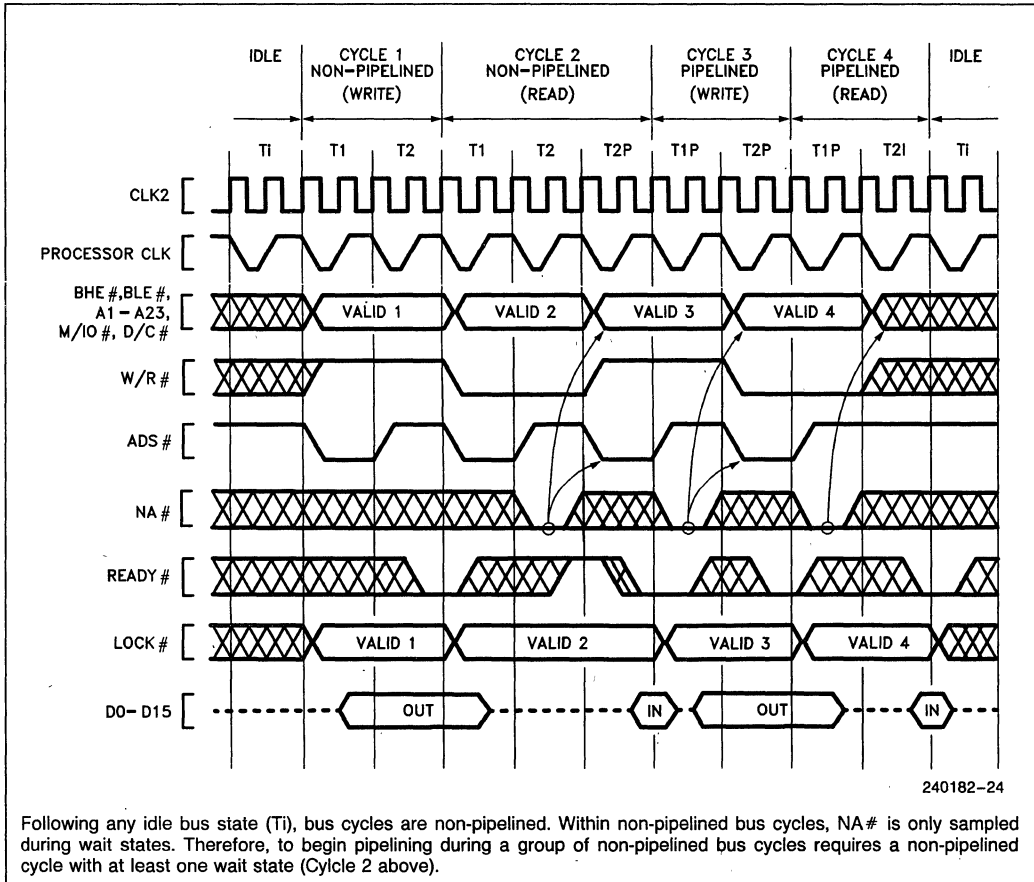 IDLE CYCLE 1 CYCLE 2 CYCLE 3 CYCLE 4 IDLE
NON-PIPELINED NON-PIPELINED PIPELINED PIPELINED
(WRITE) (READ) (WRITE) (READ)
Ti T1 T2 T1 T2 T2P T1P T2P T1P T2I Ti
CLK2
PROCESSOR CLK
BHE #,BLE #,
A1-A23,
M/IO #, D/C #
VALID 1 VALID 2 VALID 3 VALID 4
W/R #
ADS #
NA #
READY #
LOCK #
VALID 1 VALID 2 VALID 3 VALID 4
D0-D15
OUT IN OUT IN
240182-24
Following any idle bus state (Ti), bus cycles are non-pipelined. Within non-pipelined bus cycles, NA# is only sampled
during wait states. Therefore, to begin pipelining during a group of non-pipelined bus cycles requires a non-pipelined
cycle with at least one wait state (Cylcle 2 above).